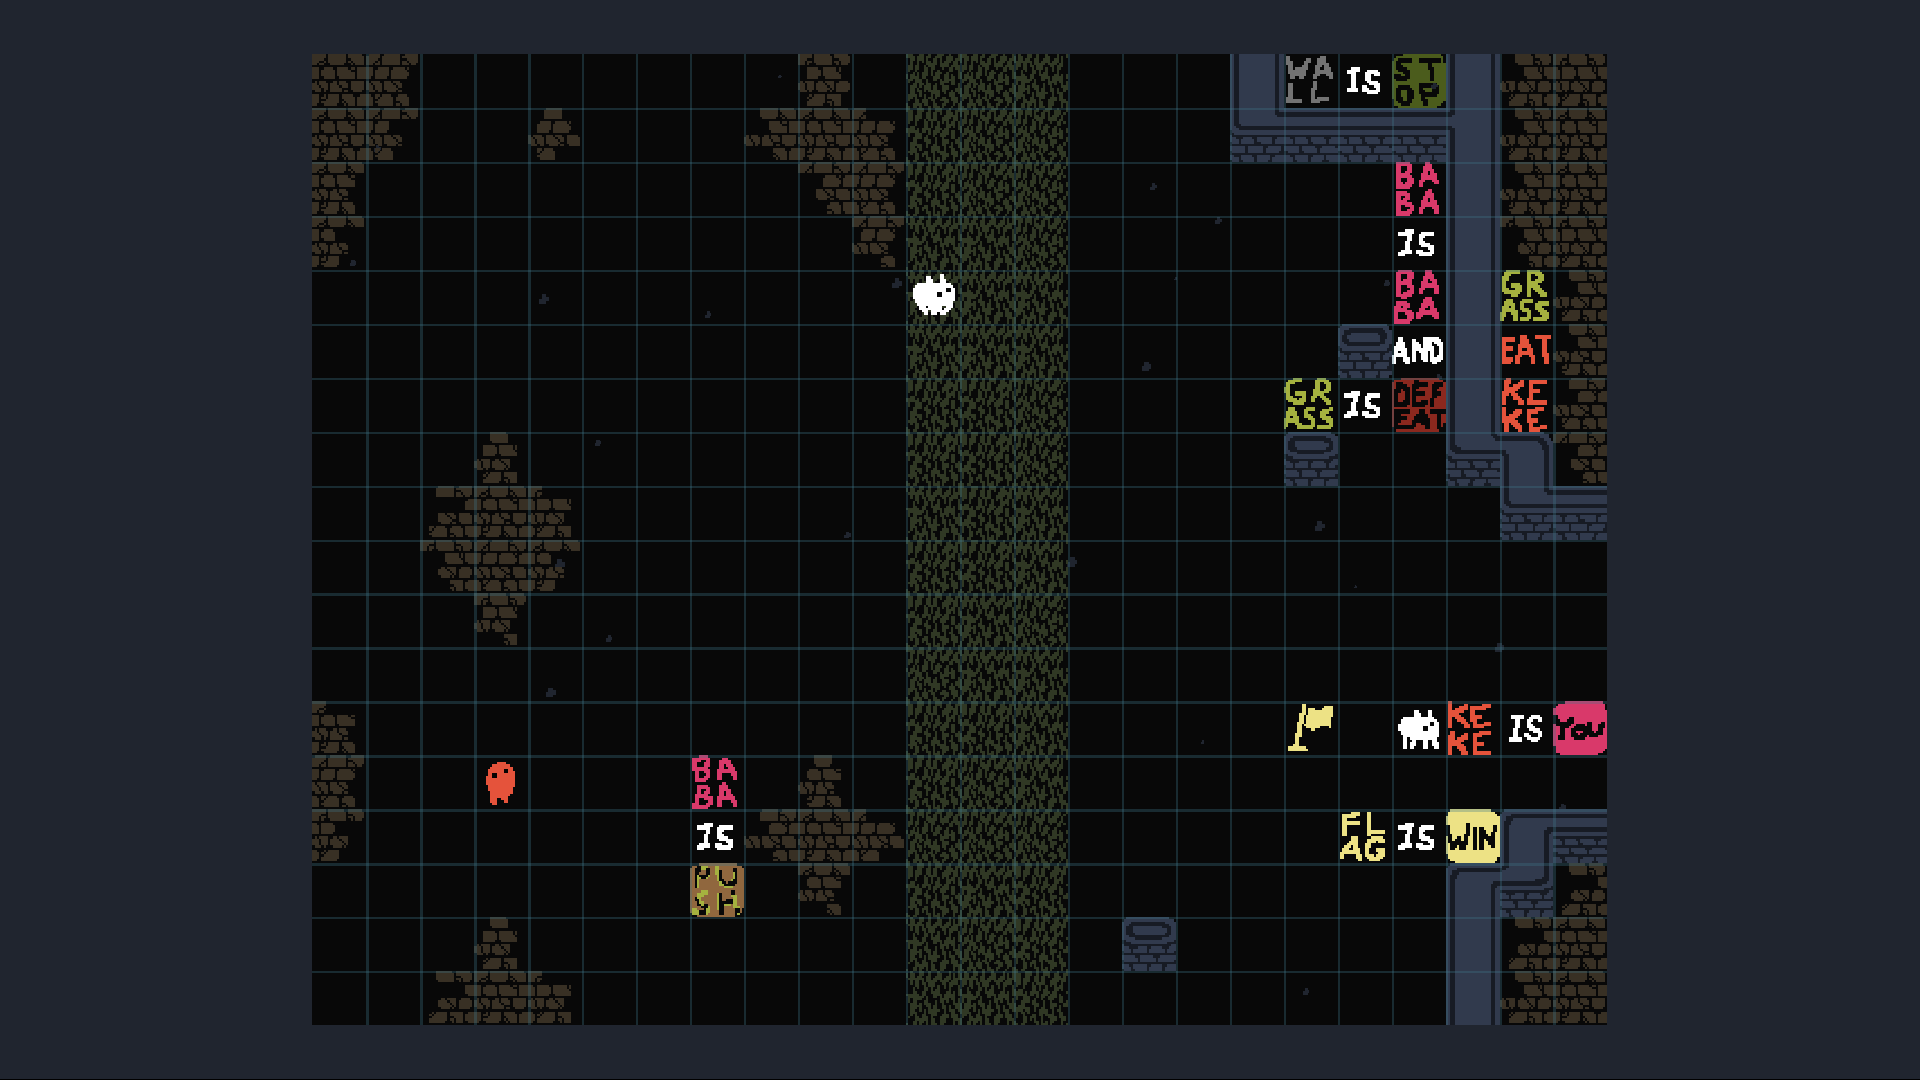 WALL IS STOP
BABA
IS
BABA GRASS
AND EAT
GRASS IS DEFEAT KEKE
KEKE IS YOU
BABA
IS FLAG IS WIN
PUSH